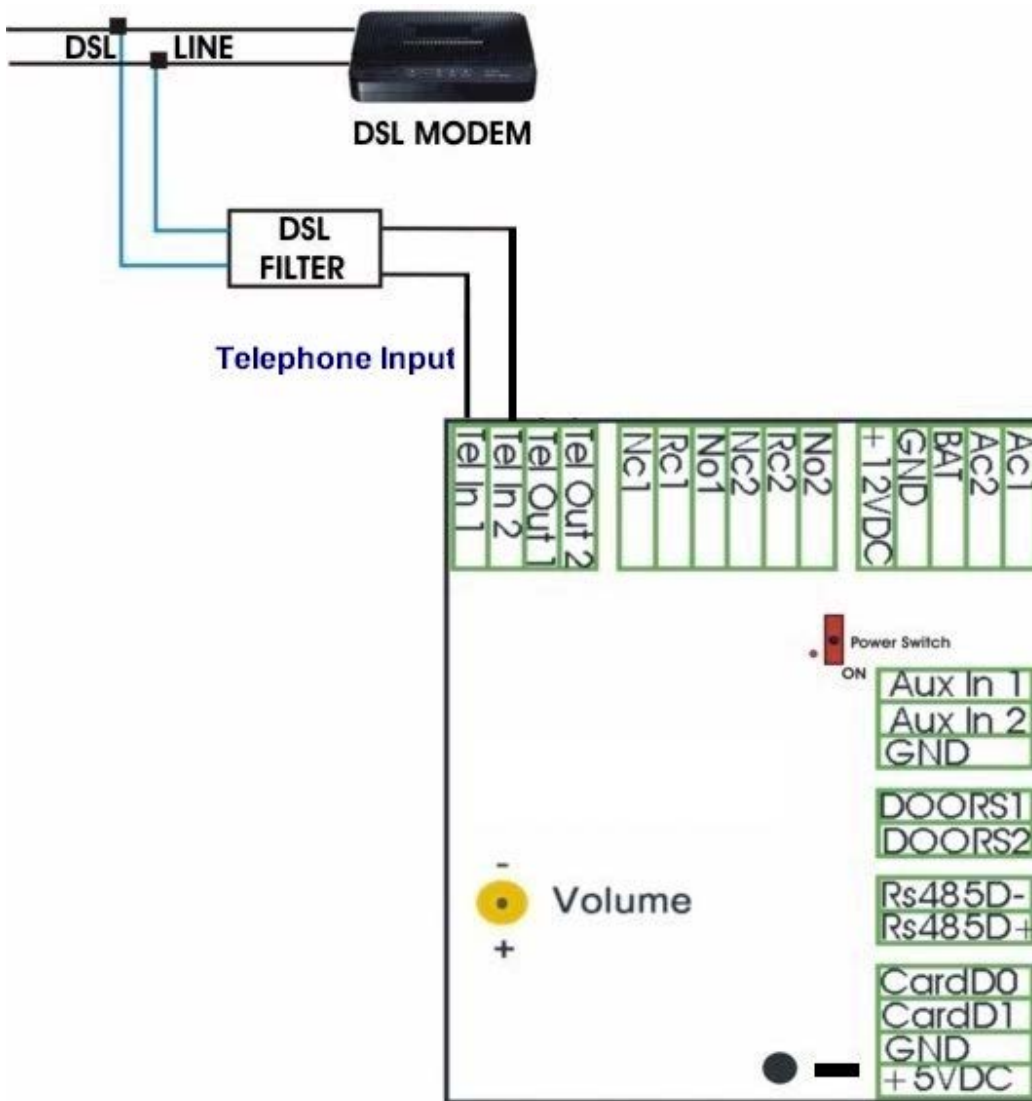 DSL LINE
DSL MODEM
DSL
FILTER
Telephone Input
Tel In 1
Tel In 2
Tel Out 1
Tel Out 2
Nc1
Rc1
No1
Nc2
Rc2
No2
+12VDC
GND
BAT
Ac2
Ac1
Power Switch
ON
Aux In 1
Aux In 2
GND
DOORS1
DOORS2
-
Volume
+
Rs485D-
Rs485D+
CardD0
CardD1
GND
+5VDC